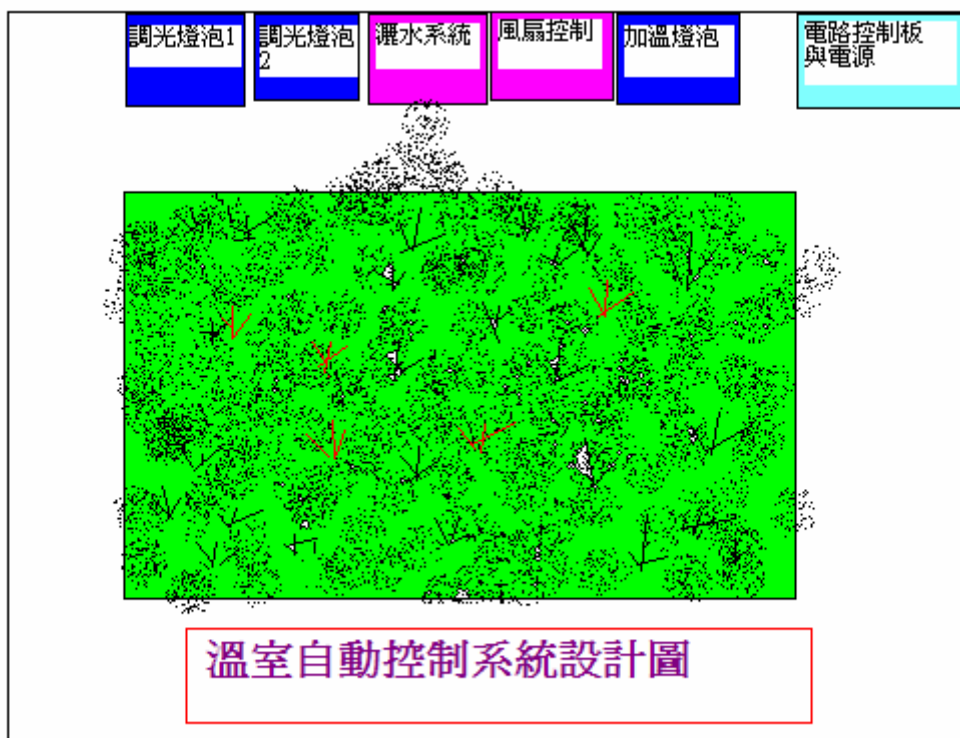 調光燈泡1
調光燈泡
2
灑水系統
風扇控制
加溫燈泡
電路控制板
與電源
溫室自動控制系統設計圖